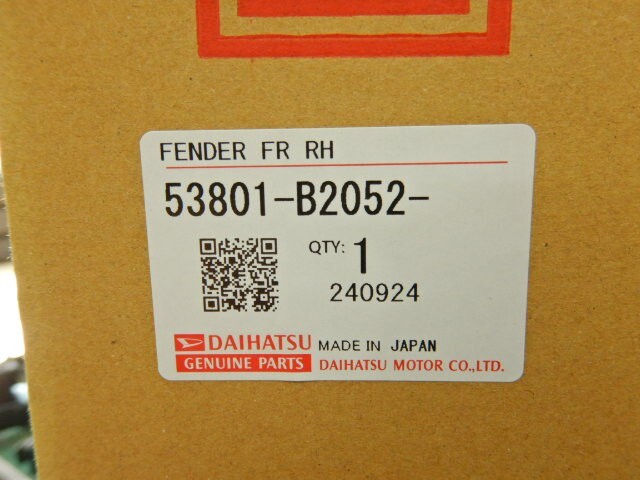 FENDER FR RH
53801-B2052-
QTY: 1
240924
DAIHATSU MADE IN JAPAN
GENUINE PARTS DAIHATSU MOTOR CO.,LTD.